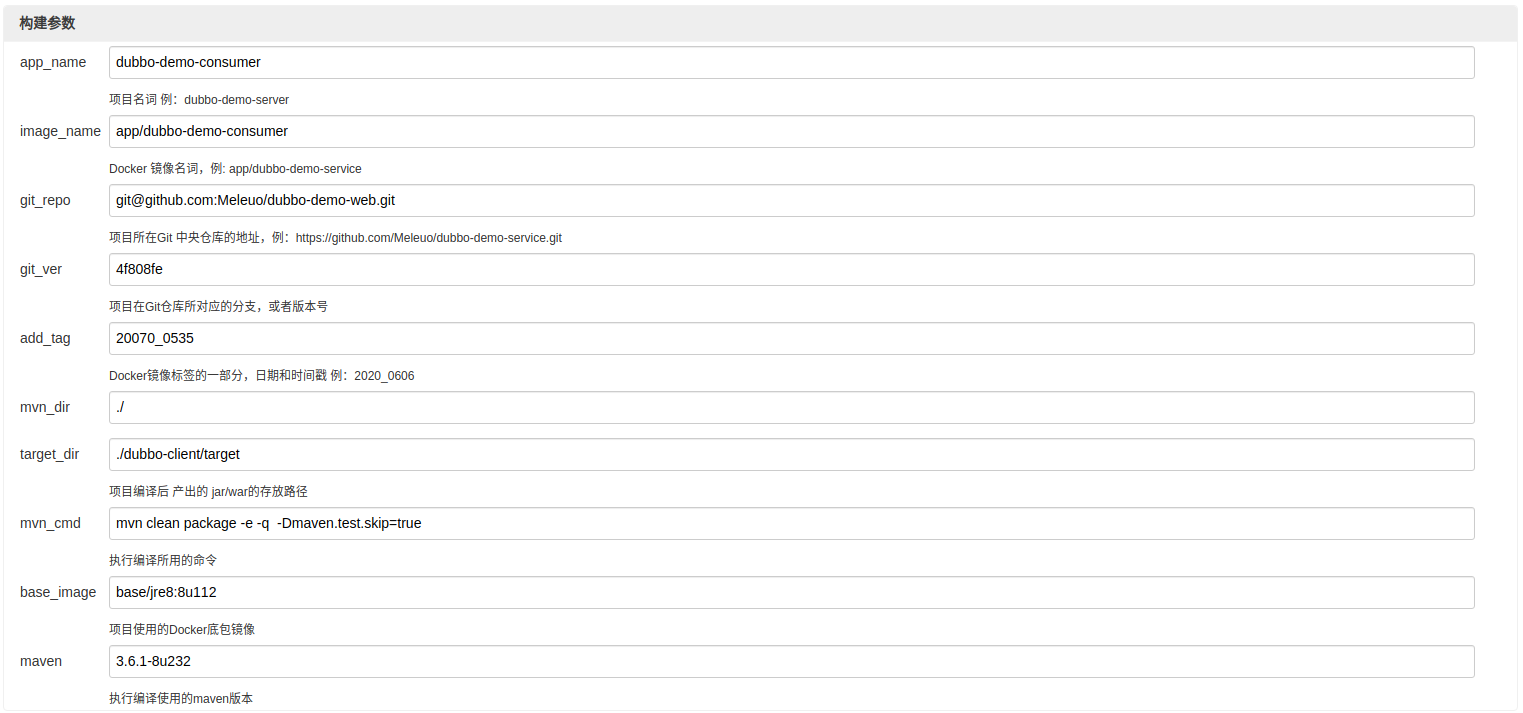 构建参数
app_name dubbo-demo-consumer
项目名词 例：dubbo-demo-server
image_name app/dubbo-demo-consumer
Docker 镜像名词，例: app/dubbo-demo-service
git_repo git@github.com:Meleuo/dubbo-demo-web.git
项目所在Git 中央仓库的地址，例：https://github.com/Meleuo/dubbo-demo-service.git
git_ver 4f808fe
项目在Git仓库所对应的分支，或者版本号
add_tag 20070_0535
Docker镜像标签的一部分，日期和时间戳 例：2020_0606
mvn_dir ./
target_dir ./dubbo-client/target
项目编译后 产出的 jar/war的存放路径
mvn_cmd mvn clean package -e -q  -Dmaven.test.skip=true
执行编译所用的命令
base_image base/jre8:8u112
项目使用的Docker底包镜像
maven 3.6.1-8u232
执行编译使用的maven版本